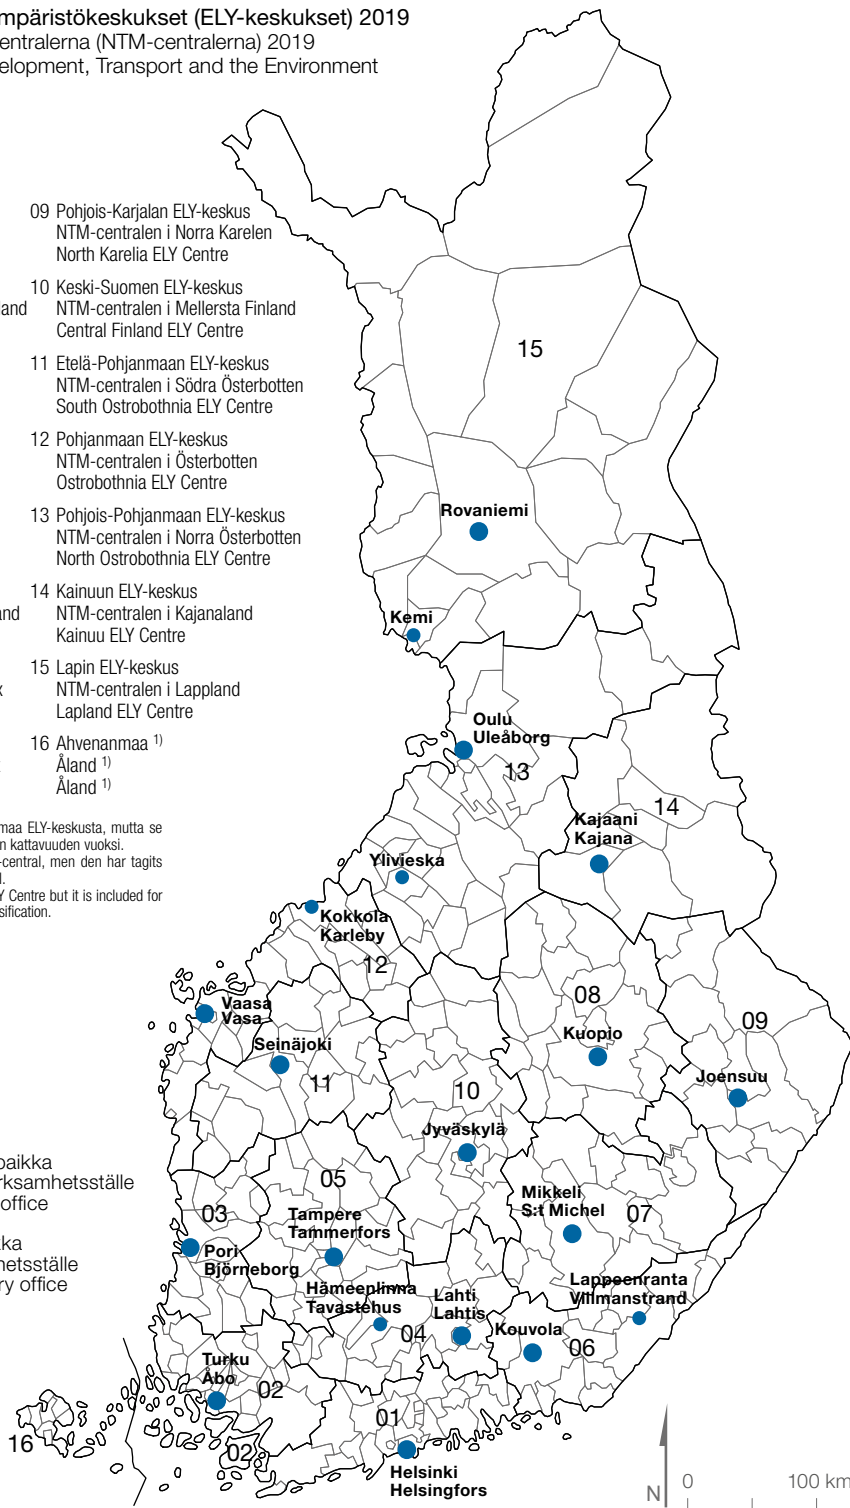 mpäristökeskukset (ELY-keskukset) 2019
entralerna (NTM-centralerna) 2019
elopment, Transport and the Environment
09 Pohjois-Karjalan ELY-keskus
NTM-centralen i Norra Karelen
North Karelia ELY Centre
10 Keski-Suomen ELY-keskus
land NTM-centralen i Mellersta Finland
Central Finland ELY Centre
11 Etelä-Pohjanmaan ELY-keskus
NTM-centralen i Södra Österbotten
South Ostrobothnia ELY Centre
12 Pohjanmaan ELY-keskus
NTM-centralen i Österbotten
Ostrobothnia ELY Centre
13 Pohjois-Pohjanmaan ELY-keskus
NTM-centralen i Norra Österbotten
North Ostrobothnia ELY Centre
14 Kainuun ELY-keskus
and NTM-centralen i Kajanaland
Kainuu ELY Centre
15 Lapin ELY-keskus
NTM-centralen i Lappland
Lapland ELY Centre
16 Ahvenanmaa 1)
Åland 1)
Åland 1)
maa ELY-keskusta, mutta se
n kattavuuden vuoksi.
-central, men den har tagits
Y Centre but it is included for
sification.
paikka
rksamhetsställe
office
kka
hetsställe
ry office
15
Rovaniemi
Kemi
Oulu
Uleåborg
13
14
Kajaani
Kajana
Ylivieska
Kokkola
Karleby
12
08
Vaasa
Vasa
09
Kuopio
Seinäjoki
11
10
Joensuu
Jyväskylä
05
03
Mikkeli
S:t Michel
07
Tampere
Tammerfors
Pori
Björneborg
Hämeenlinna
Tavastehus
Lahti
Lahtis
Lappeenranta
Villmanstrand
04
Kouvola
06
Turku
Åbo
02
01
16
02
Helsinki
Helsingfors
N
0 100 km